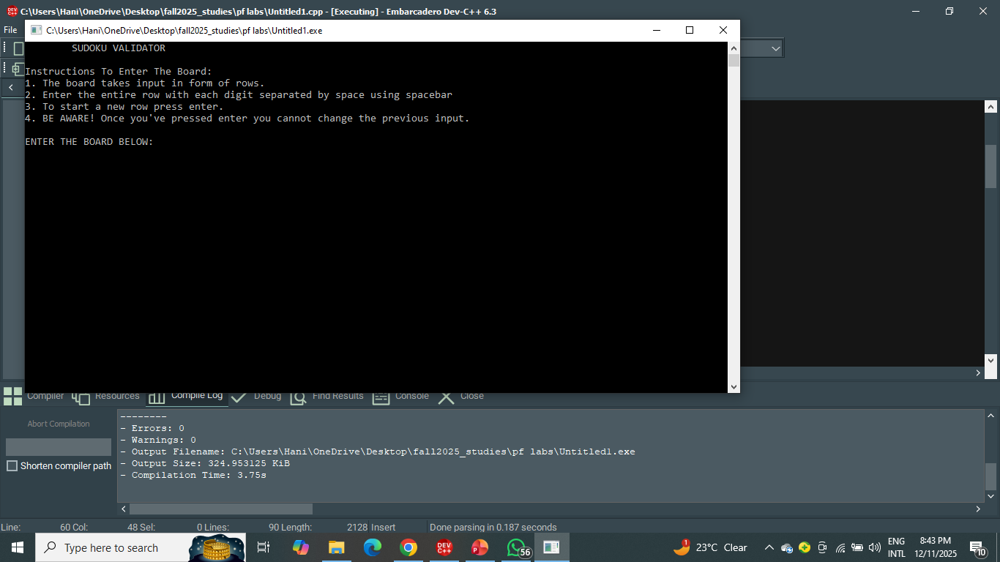 C:\Users\Hani\OneDrive\Desktop\fall2025_studies\pf labs\Untitled1.cpp - [Executing] - Embarcadero Dev-C++ 6.3
File
C:\Users\Hani\OneDrive\Desktop\fall2025_studies\pf labs\Untitled1.exe
SUDOKU VALIDATOR
Instructions To Enter The Board:
1. The board takes input in form of rows.
2. Enter the entire row with each digit separated by space using spacebar
3. To start a new row press enter.
4. BE AWARE! Once you've pressed enter you cannot change the previous input.
ENTER THE BOARD BELOW:
Compiler Resources Compile Log Debug Find Results Console Close
Abort Compilation
Shorten compiler path
--------
- Errors: 0
- Warnings: 0
- Output Filename: C:\Users\Hani\OneDrive\Desktop\fall2025_studies\pf labs\Untitled1.exe
- Output Size: 324.953125 KiB
- Compilation Time: 3.75s
Line: 60 Col: 48 Sel: 0 Lines: 90 Length: 2128 Insert Done parsing in 0.187 seconds
Type here to search
DEV C++
P
56
1
23°C Clear
ENG
INTL
8:43 PM
12/11/2025
10